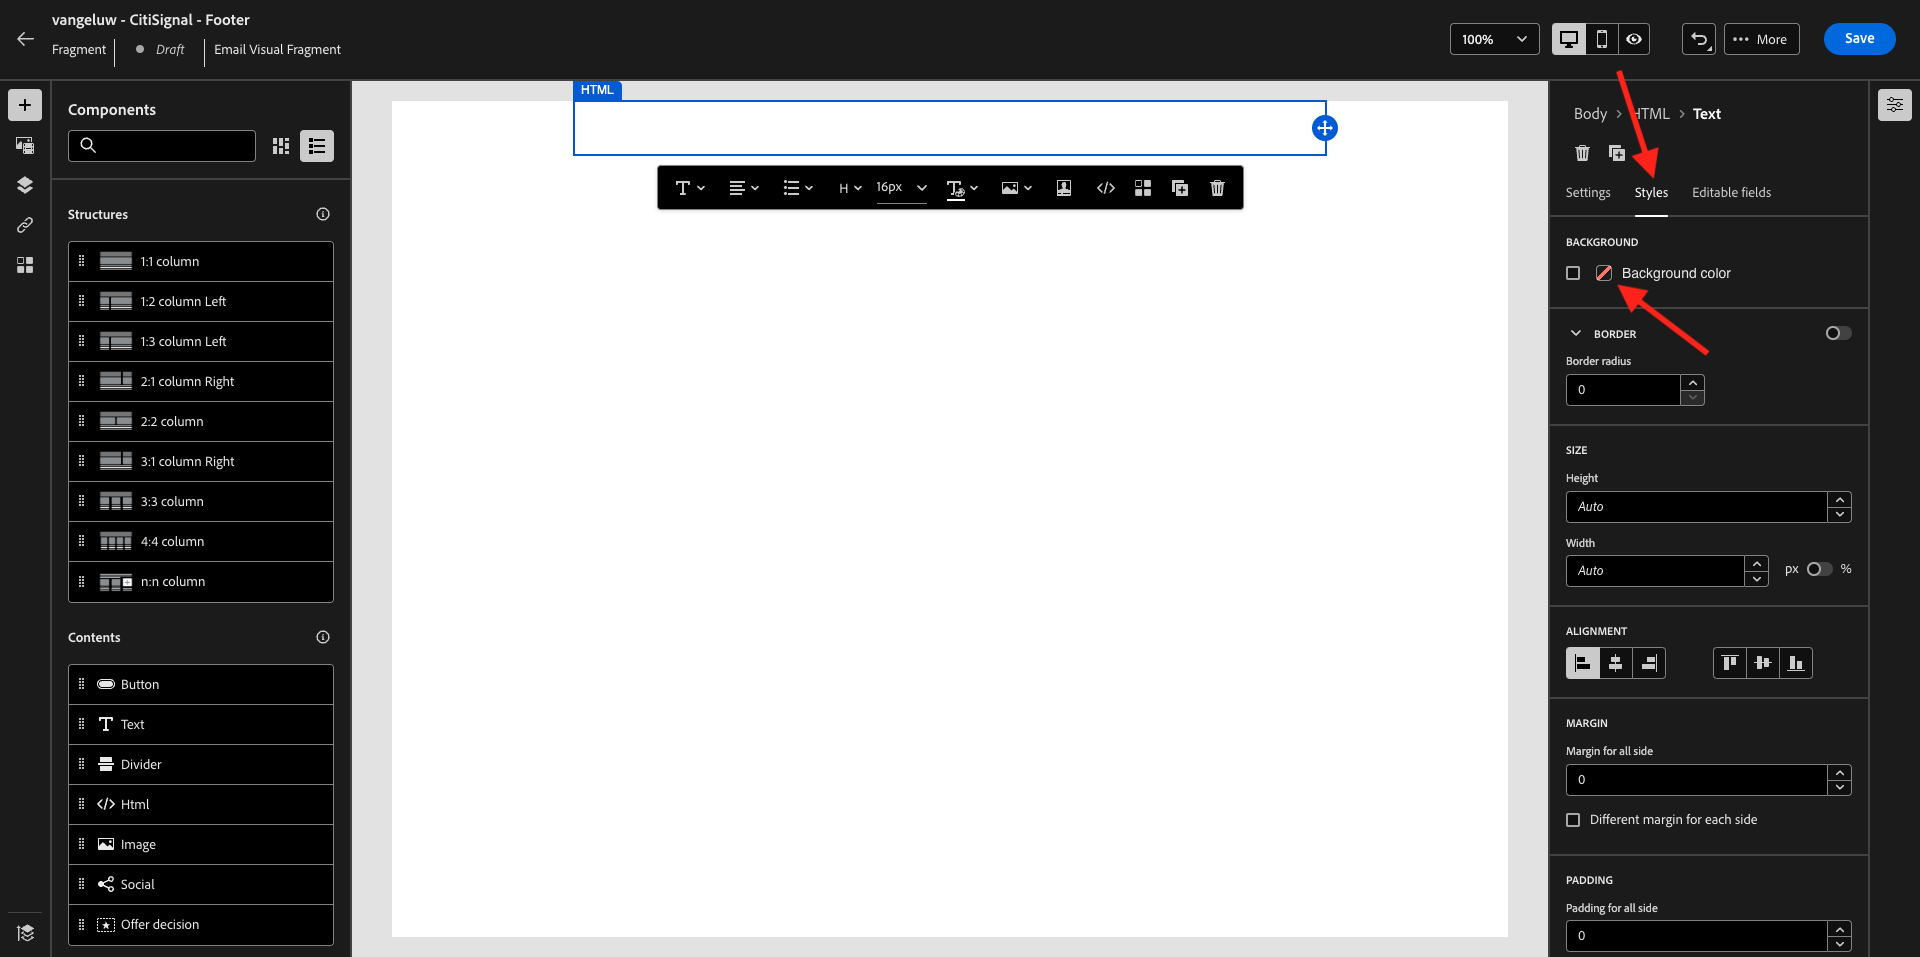 vangeluw - CitiSignal - Footer
Fragment
Draft
Email Visual Fragment
100%
More
Save
Components
Structures
1:1 column
1:2 column Left
1:3 column Left
2:1 column Right
2:2 column
3:1 column Right
3:3 column
4:4 column
n:n column
Contents
Button
Text
Divider
Html
Image
Social
Offer decision
HTML
H
16px
Body > HTML > Text
Settings
Styles
Editable fields
BACKGROUND
Background color
BORDER
Border radius
0
SIZE
Height
Auto
Width
Auto
px
%
ALIGNMENT
MARGIN
Margin for all side
0
Different margin for each side
PADDING
Padding for all side
0